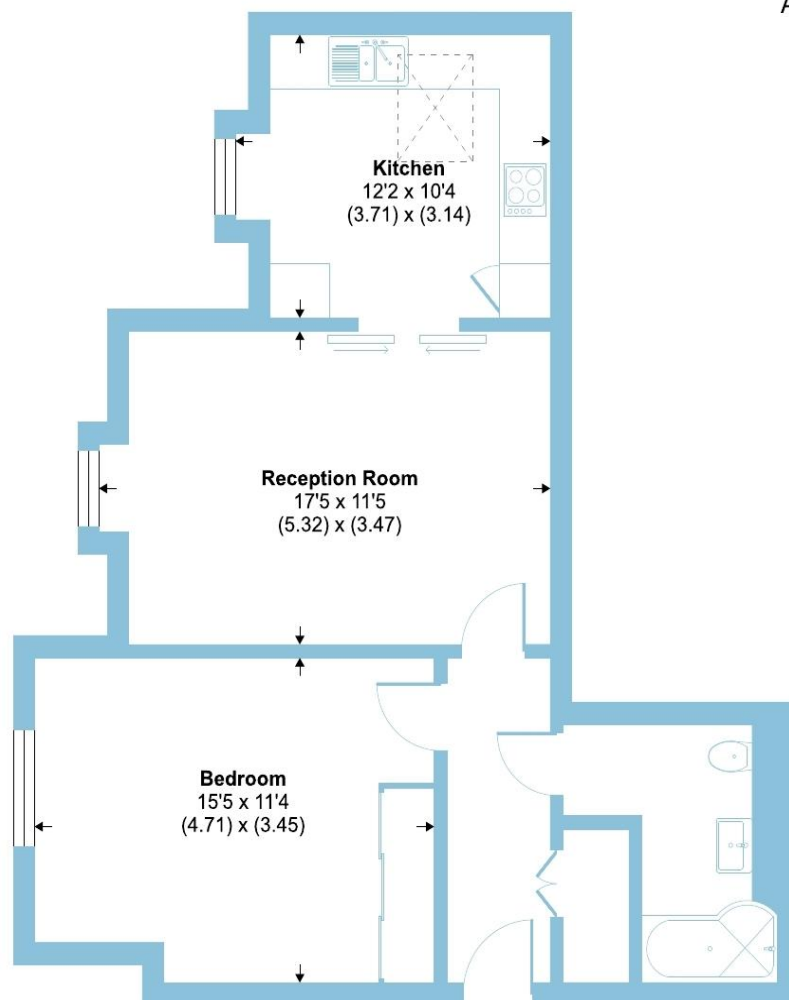 Kitchen
12'2 x 10'4
(3.71) x (3.14)
Reception Room
17'5 x 11'5
(5.32) x (3.47)
Bedroom
15'5 x 11'4
(4.71) x (3.45)